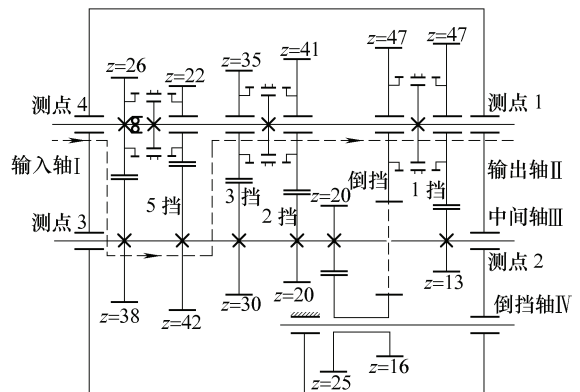 z=26
z=22
z=35
z=41
z=47
z=47
测点 4
测点 1
输入轴Ⅰ
输出轴Ⅱ
5 挡
3 挡
2 挡
倒挡
1 挡
z=20
中间轴Ⅲ
测点 3
测点 2
z=38
z=42
z=30
z=20
z=13
倒挡轴Ⅳ
z=25
z=16